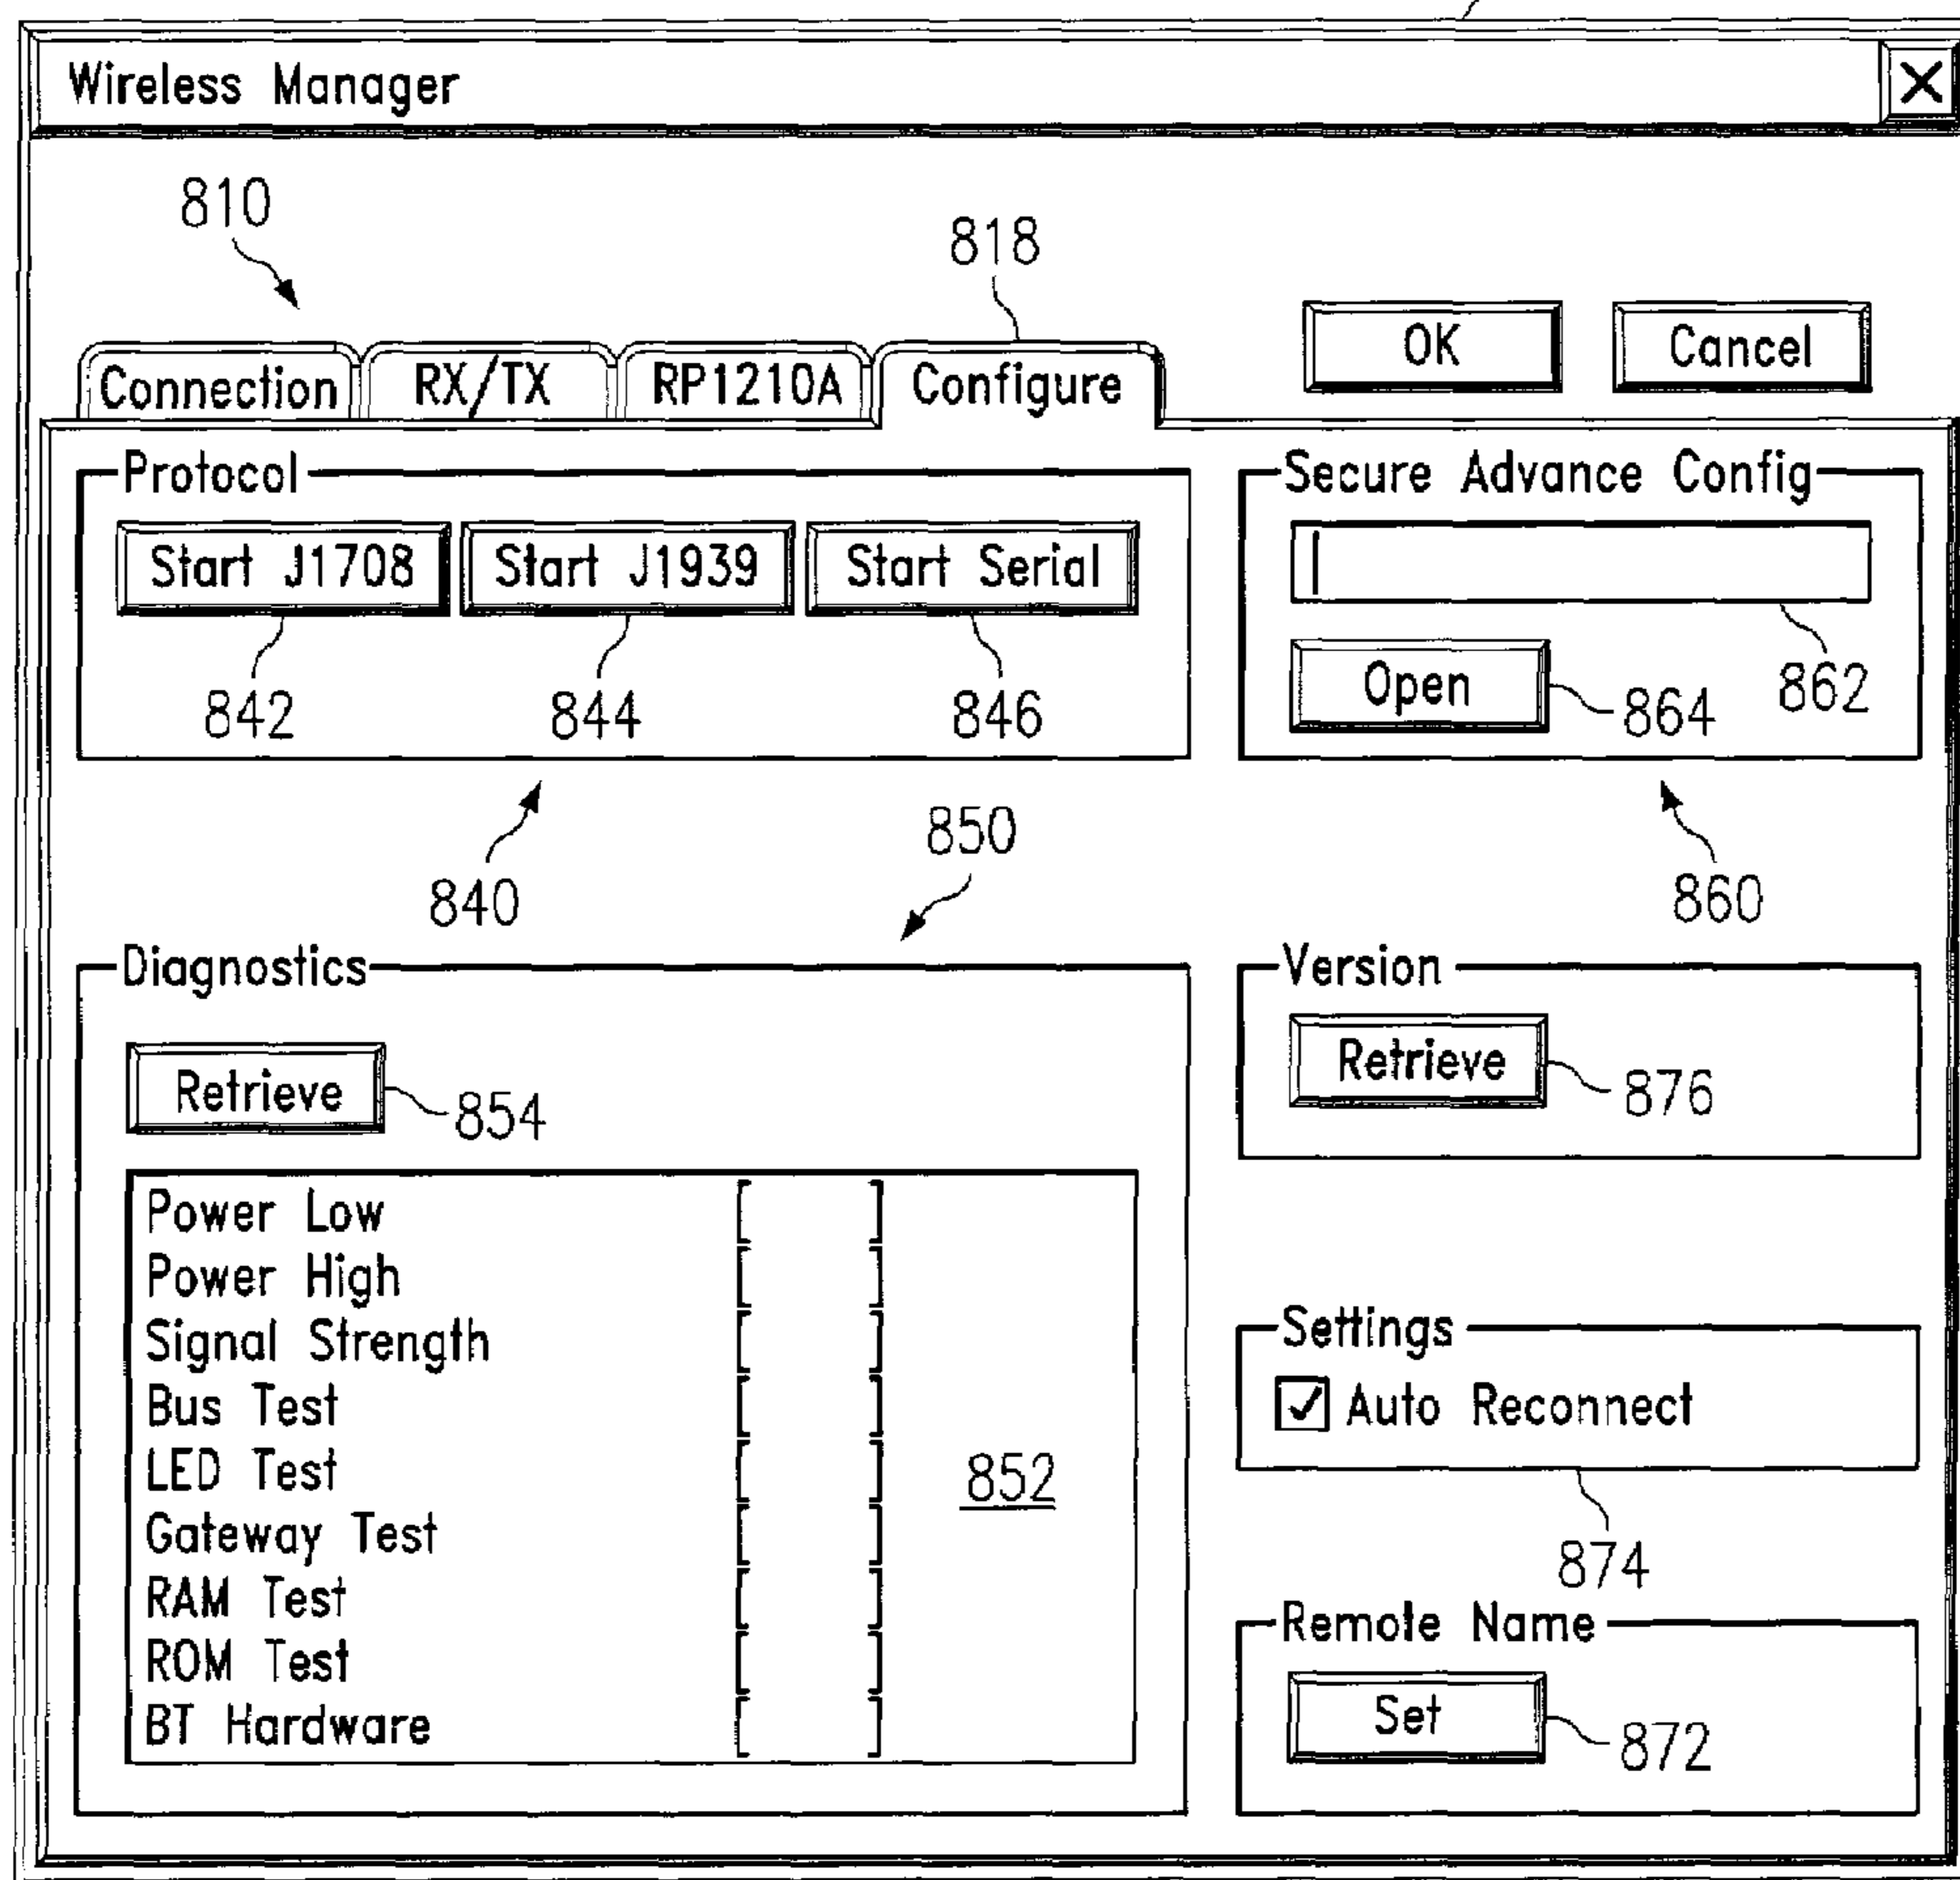 Wireless Manager
810
818
OK Cancel
Connection RX/TX RP1210A Configure
Protocol
Start J1708 Start J1939 Start Serial
842 844 846
840
Secure Advance Config
862
Open 864
860
850
Diagnostics
Retrieve 854
Power Low [ ]
Power High [ ]
Signal Strength [ ]
Bus Test [ ]
LED Test [ ]
Gateway Test [ ]
RAM Test [ ]
ROM Test [ ]
BT Hardware [ ]
852
Version
Retrieve 876
Settings
Auto Reconnect
874
Remote Name
Set 872